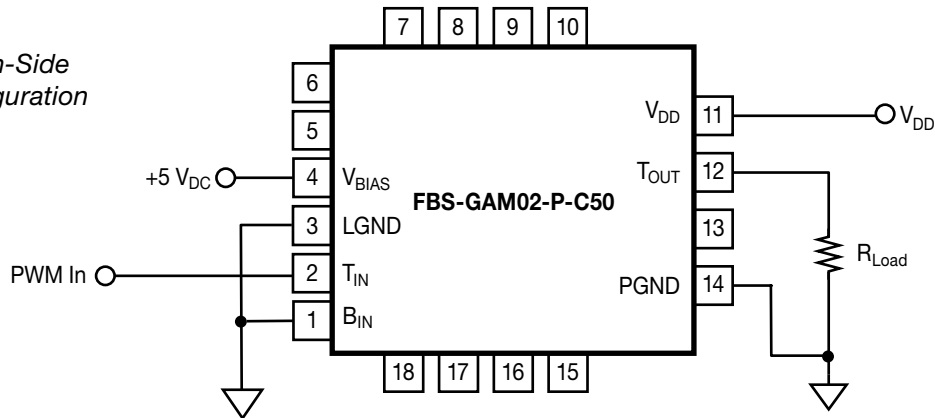 7 8 9 10
n-Side
guration
6
5
4 V_BIAS
3 LGND
2 T_IN
1 B_IN
+5 V_DC
PWM In
FBS-GAM02-P-C50
V_DD 11
V_DD
T_OUT 12
13
PGND 14
R_Load
18 17 16 15